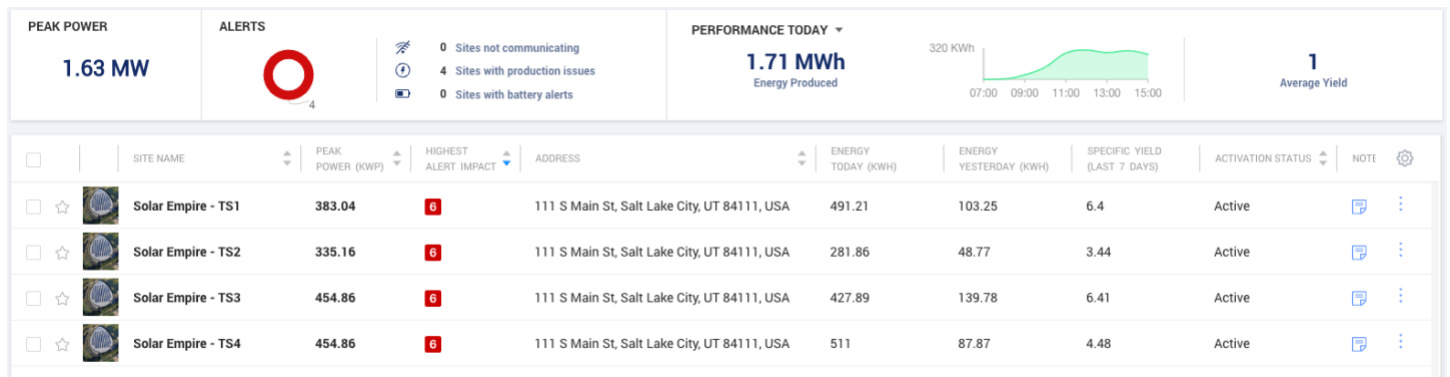 PEAK POWER
1.63 MW
ALERTS
4
0 Sites not communicating
4 Sites with production issues
0 Sites with battery alerts
PERFORMANCE TODAY
1.71 MWh
Energy Produced
320 KWh
07:00 09:00 11:00 13:00 15:00
1
Average Yield
SITE NAME
PEAK
POWER (KWP)
HIGHEST
ALERT IMPACT
ADDRESS
ENERGY
TODAY (KWH)
ENERGY
YESTERDAY (KWH)
SPECIFIC YIELD
(LAST 7 DAYS)
ACTIVATION STATUS
NOTE
Solar Empire - TS1 383.04 6 111 S Main St, Salt Lake City, UT 84111, USA 491.21 103.25 6.4 Active
Solar Empire - TS2 335.16 6 111 S Main St, Salt Lake City, UT 84111, USA 281.86 48.77 3.44 Active
Solar Empire - TS3 454.86 6 111 S Main St, Salt Lake City, UT 84111, USA 427.89 139.78 6.41 Active
Solar Empire - TS4 454.86 6 111 S Main St, Salt Lake City, UT 84111, USA 511 87.87 4.48 Active